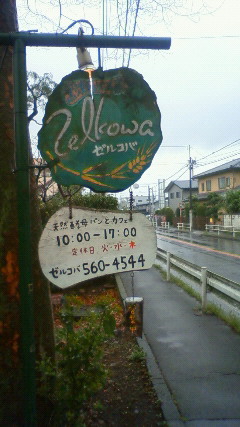 Zelkowa
ゼルコバ
天然酵母パンとカフェ
10:00-17:00
定休日 火・水・木
ゼルコバ 560-4544